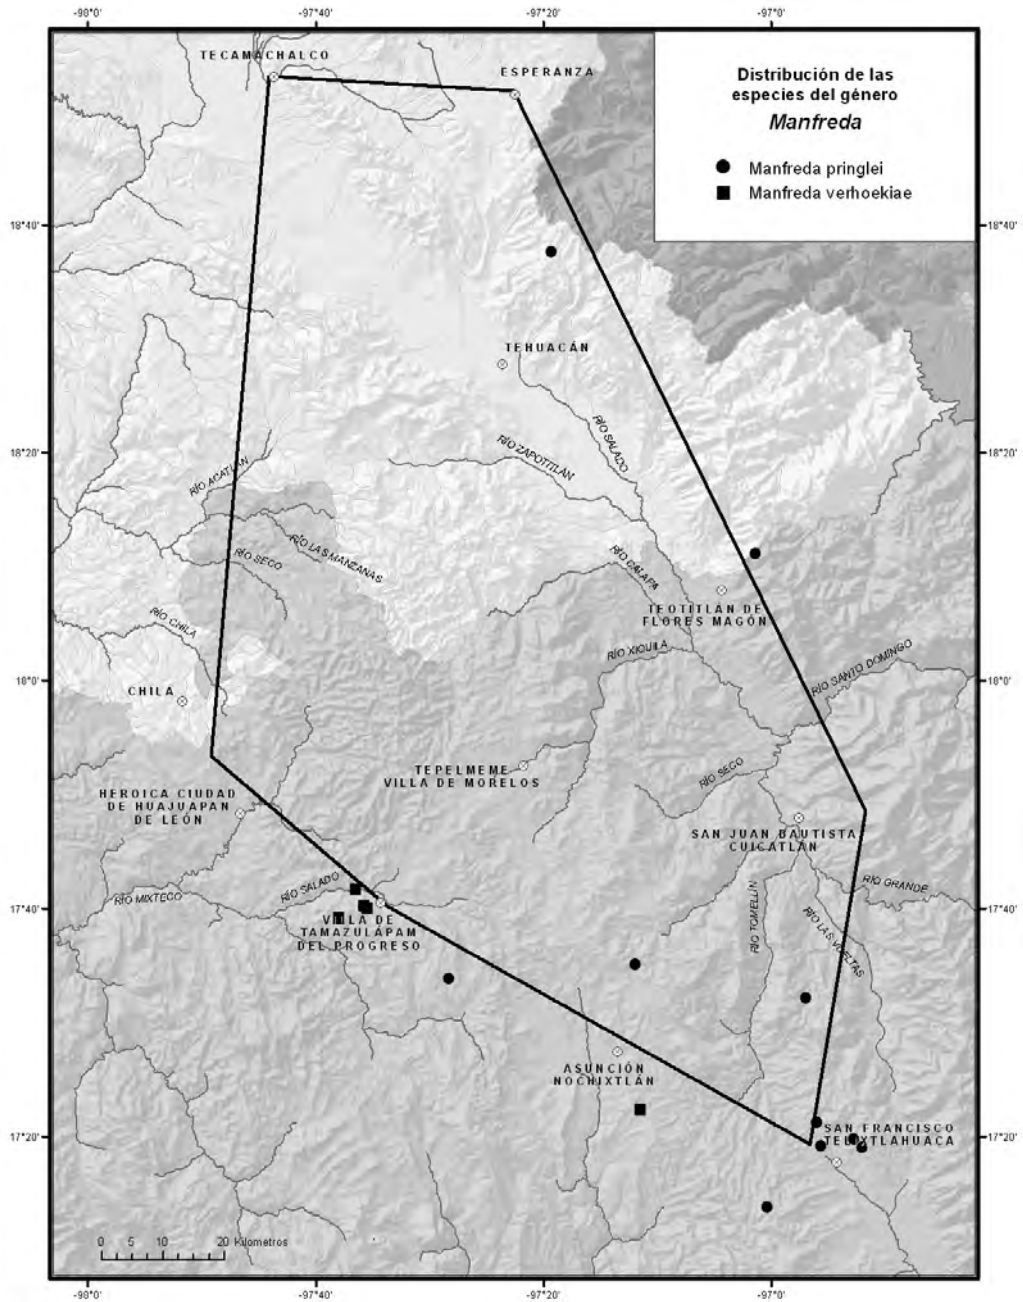 -98°0'
-97°40'
-97°20'
-97°0'
TECAMACHALCO
ESPERANZA
Distribución de las
especies del género
Manfreda
Manfreda pringlei
Manfreda verhoekiae
18°40'
18°40'
TEHUACÁN
RÍO SALADO
RÍO ZAPOTITLÁN
18°20'
18°20'
RÍO ACATLÁN
RÍO LAS MANZANAS
RÍO SECO
RÍO CALAPA
TEOTITLÁN DE
FLORES MAGÓN
RÍO CHILA
RÍO XIQUILA
RÍO SANTO DOMINGO
18°0'
18°0'
CHILA
TEPELMEME
VILLA DE MORELOS
RÍO SECO
HEROICA CIUDAD
DE HUAJUAPAN
DE LEÓN
SAN JUAN BAUTISTA
CUICATLÁN
RÍO SALADO
RÍO MIXTECO
RÍO GRANDE
17°40'
17°40'
VILLA DE
TAMAZULÁPAM
DEL PROGRESO
RÍO TOMELLÍN
RÍO LAS VUELTAS
ASUNCIÓN
NOCHIXTLÁN
17°20'
17°20'
SAN FRANCISCO
TELIXTLAHUACA
0 5 10 20 Kilometros
-98°0'
-97°40'
-97°20'
-97°0'